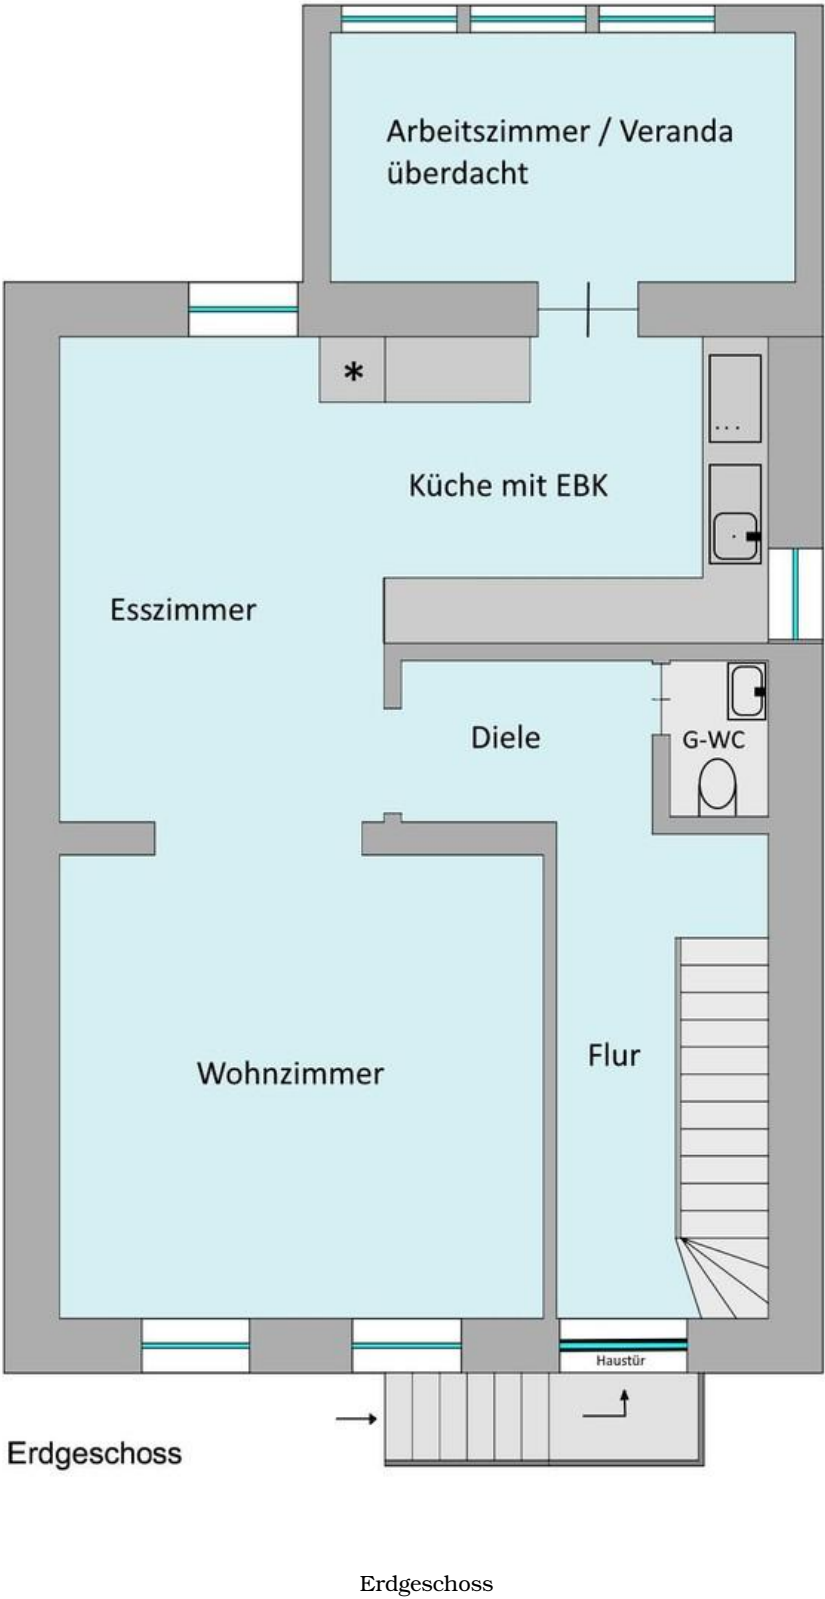 Arbeitszimmer / Veranda
überdacht
*
Küche mit EBK
Esszimmer
Diele
G-WC
Flur
Wohnzimmer
Haustür
Erdgeschoss
Erdgeschoss